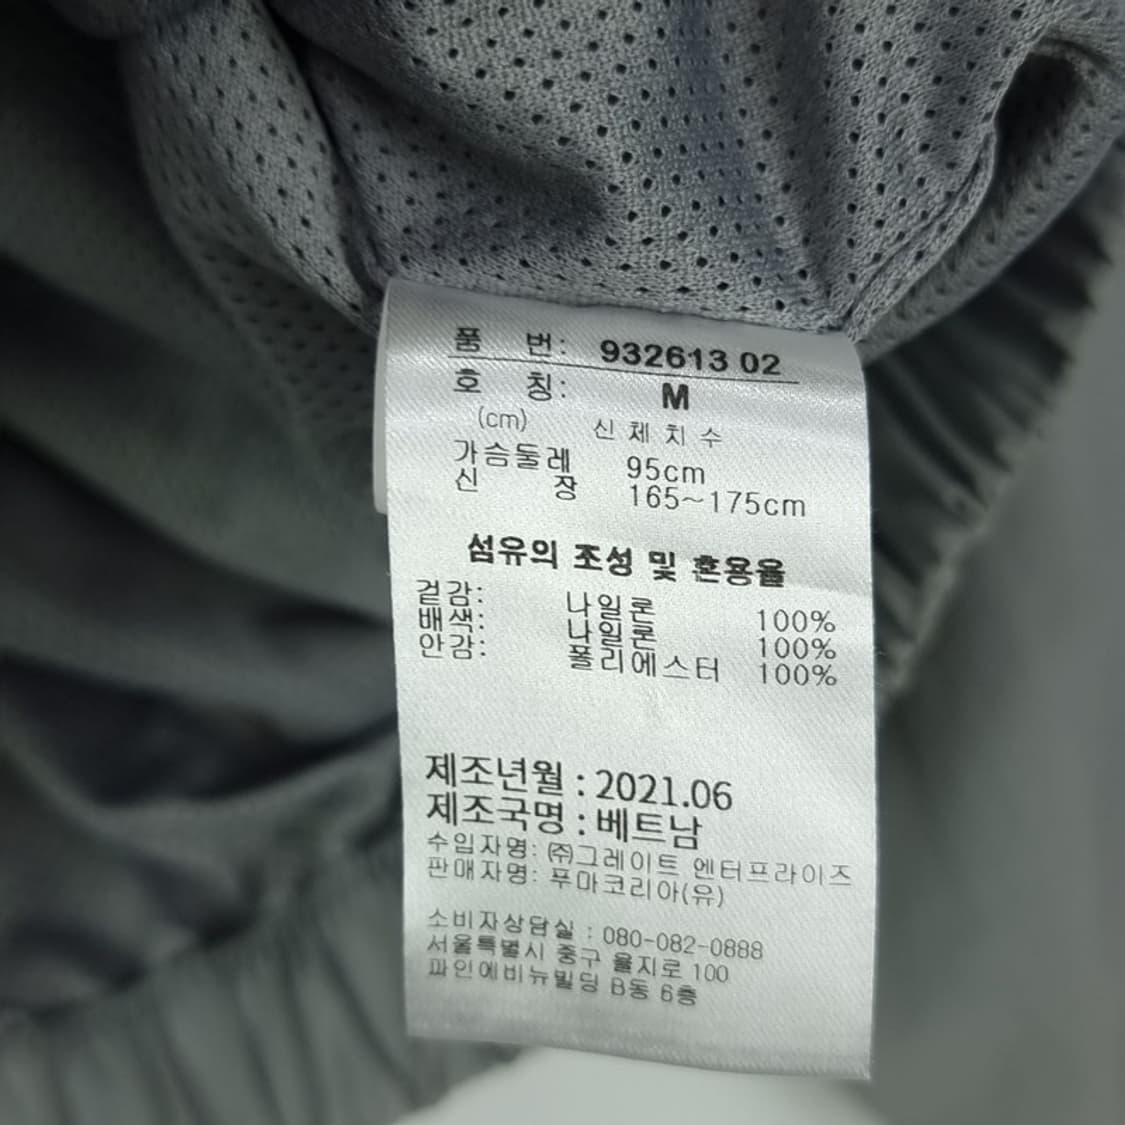 품 번: 932613 02
호 칭: M
(cm) 신 체 치 수
가슴둘레 95cm
신 장 165~175cm
섬유의 조성 및 혼용율
겉감: 나일론 100%
배색: 나일론 100%
안감: 폴리에스터 100%
제조년월 : 2021.06
제조국명 : 베트남
수입자명: ㈜그레이트 엔터프라이즈
판매자명: 푸마코리아(유)
소비자상담실 : 080-082-0888
서울특별시 중구 을지로 100
파인에비뉴빌딩 B동 6층